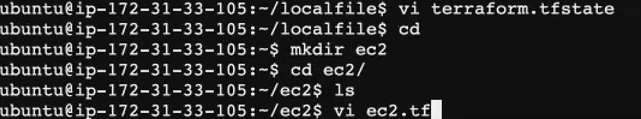 ubuntu@ip-172-31-33-105:~/localfile$ vi terraform.tfstate
ubuntu@ip-172-31-33-105:~/localfile$ cd
ubuntu@ip-172-31-33-105:~$ mkdir ec2
ubuntu@ip-172-31-33-105:~$ cd ec2/
ubuntu@ip-172-31-33-105:~/ec2$ ls
ubuntu@ip-172-31-33-105:~/ec2$ vi ec2.tf